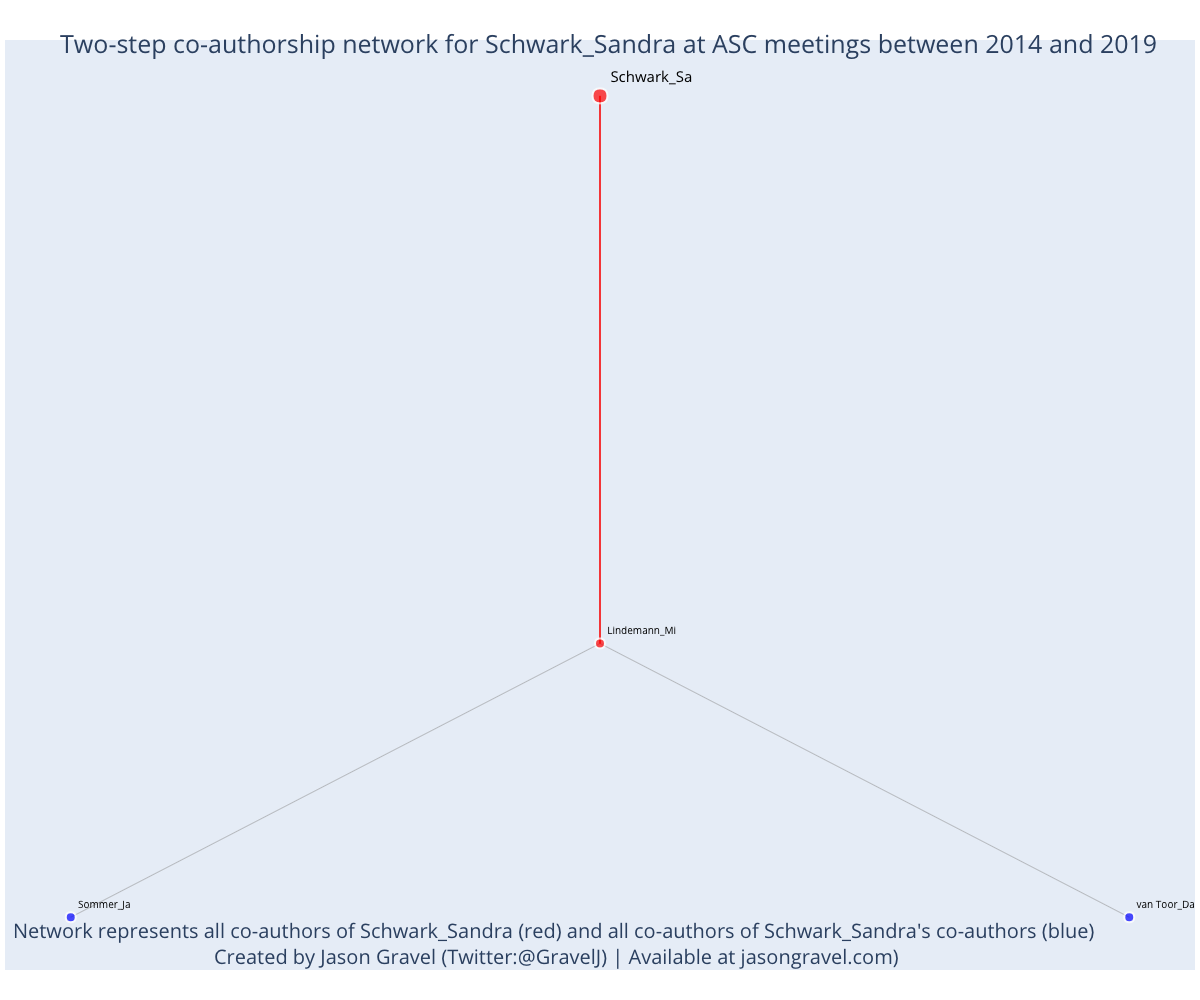 Two-step co-authorship network for Schwark_Sandra at ASC meetings between 2014 and 2019
Schwark_Sa
Lindemann_Mi
Sommer_Ja
van Toor_Da
Network represents all co-authors of Schwark_Sandra (red) and all co-authors of Schwark_Sandra's co-authors (blue)
Created by Jason Gravel (Twitter:@GravelJ) | Available at jasongravel.com)